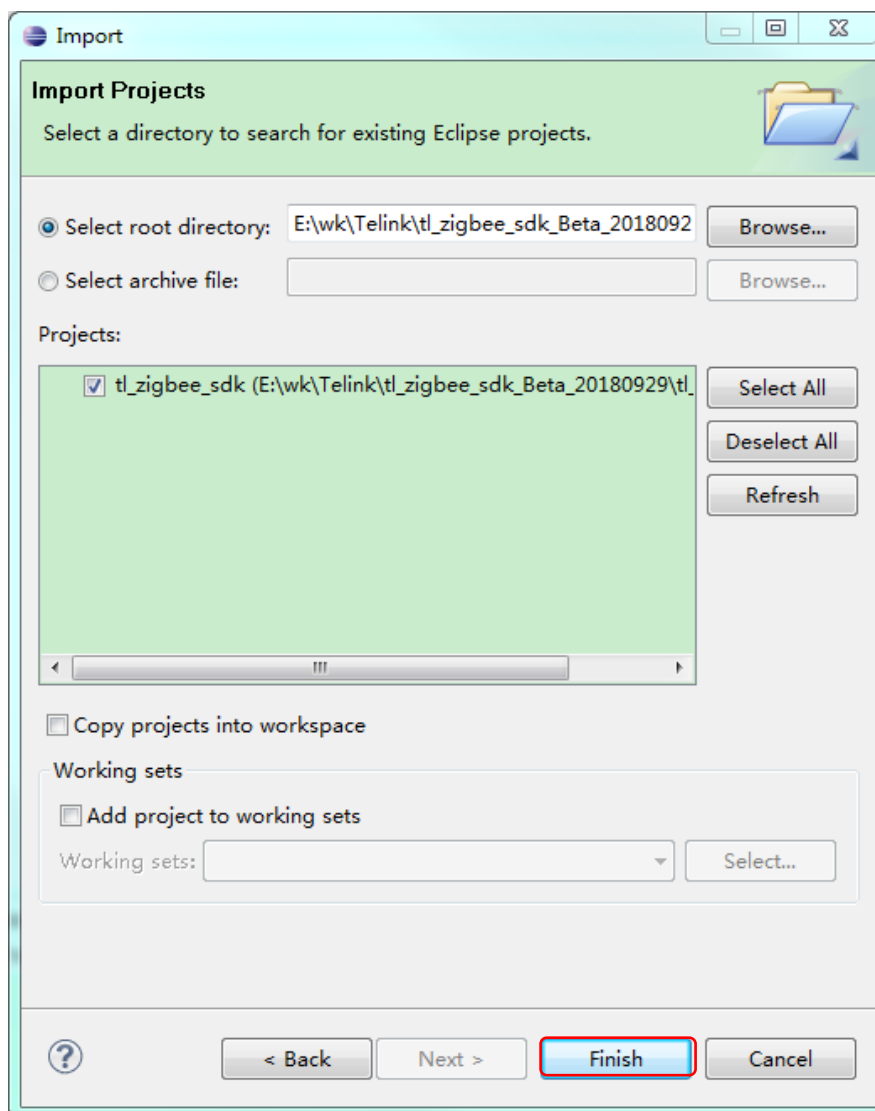 Import
Import Projects
Select a directory to search for existing Eclipse projects.
Select root directory: E:\wk\Telink\tl_zigbee_sdk_Beta_2018092 Browse...
Select archive file: Browse...
Projects:
tl_zigbee_sdk (E:\wk\Telink\tl_zigbee_sdk_Beta_20180929\tl_ Select All
Deselect All
Refresh
Copy projects into workspace
Working sets
Add project to working sets
Working sets: Select...
? < Back Next > Finish Cancel